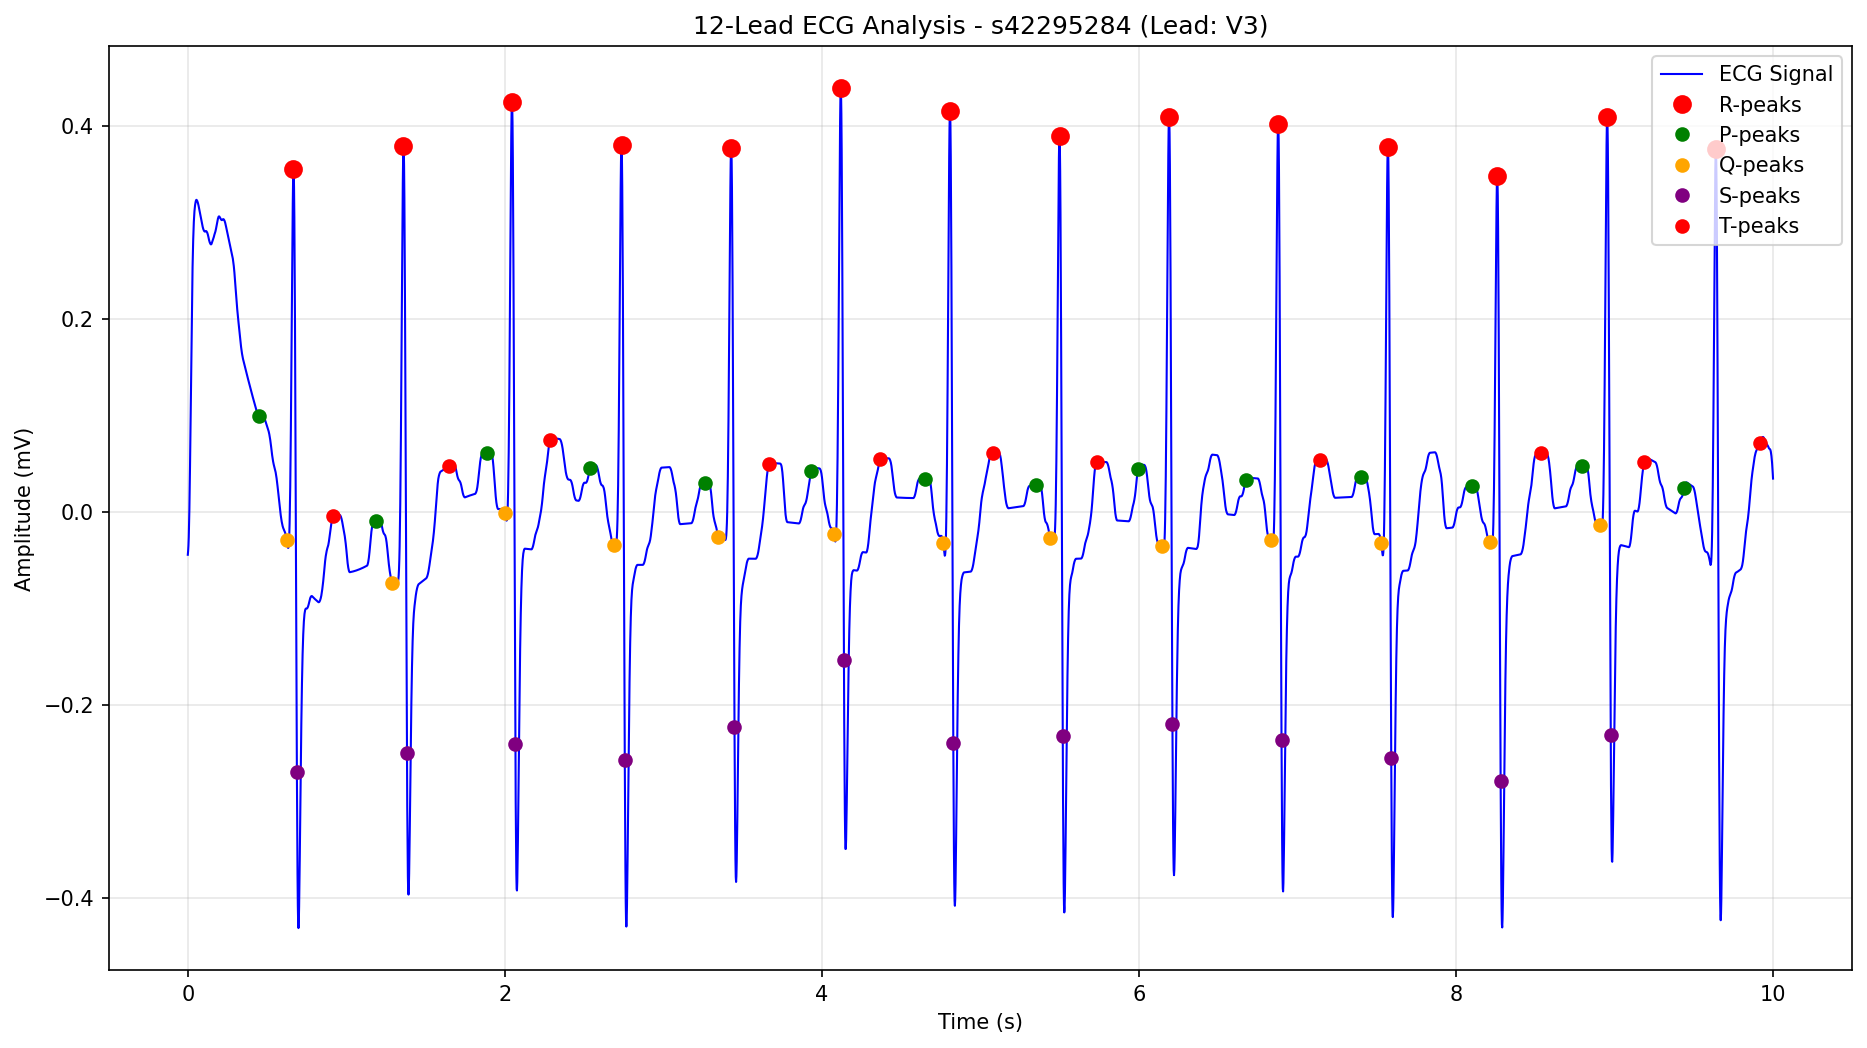 12-Lead ECG Analysis - s42295284 (Lead: V3)
ECG Signal
R-peaks
P-peaks
Q-peaks
S-peaks
T-peaks
Amplitude (mV)
0.4
0.2
0.0
−0.2
−0.4
0
2
4
6
8
10
Time (s)